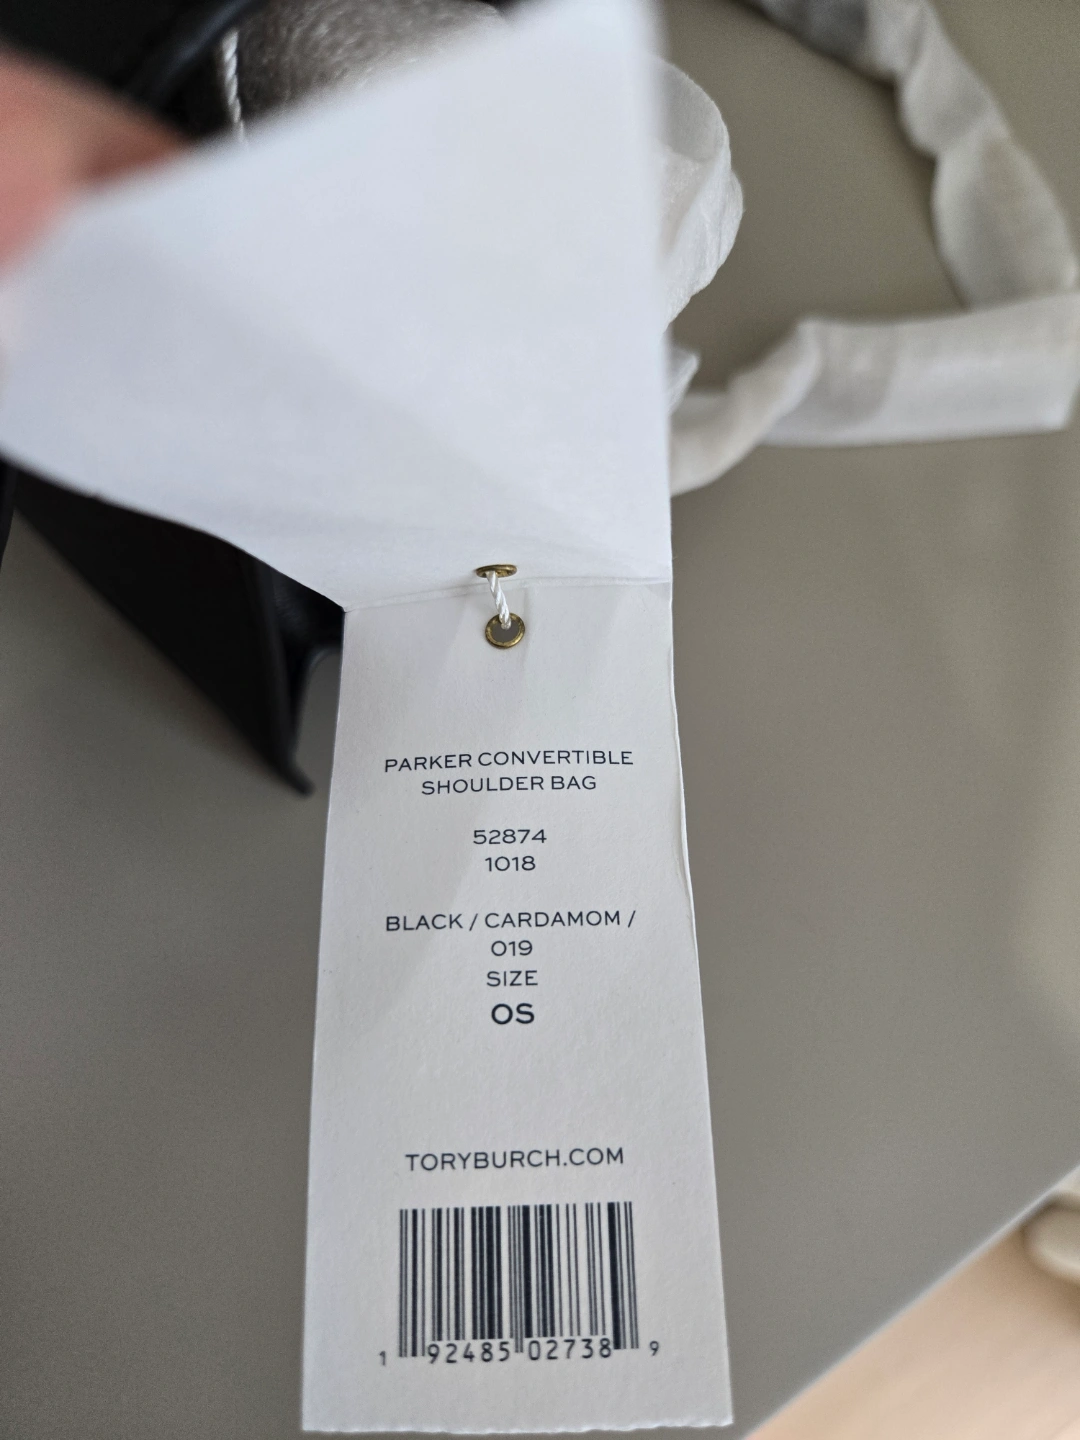 PARKER CONVERTIBLE
SHOULDER BAG
52874
1018
BLACK / CARDAMOM /
019
SIZE
OS
TORYBURCH.COM
1 92485 02738 9